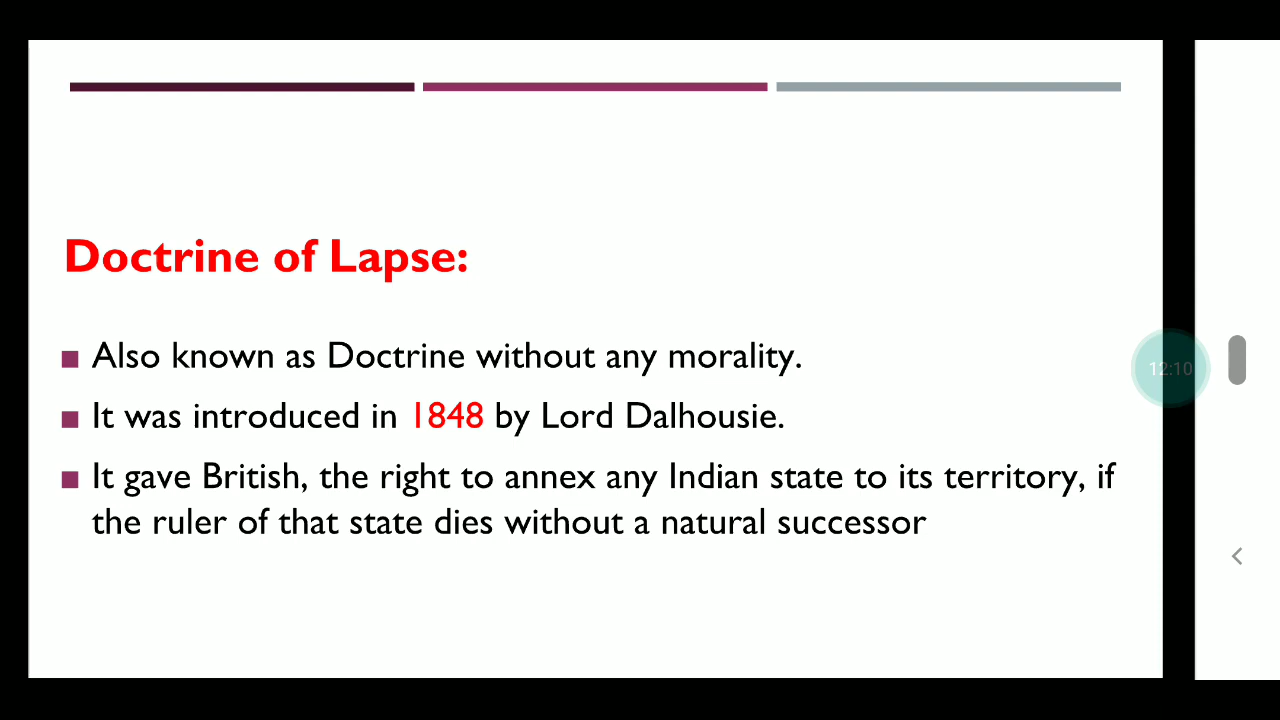 Doctrine of Lapse:
Also known as Doctrine without any morality.
It was introduced in 1848 by Lord Dalhousie.
12:10
It gave British, the right to annex any Indian state to its territory, if
the ruler of that state dies without a natural successor